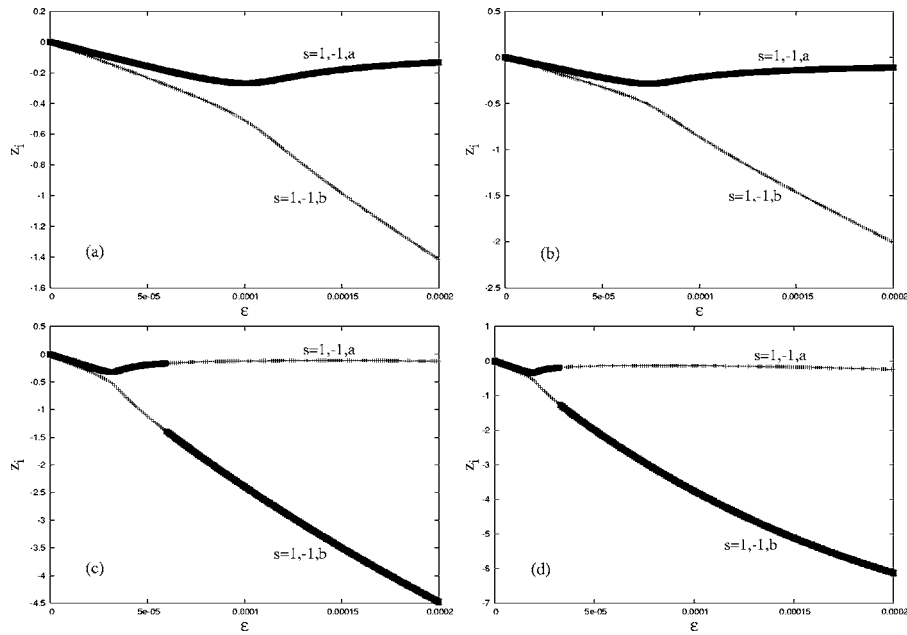 0.2
0
-0.2
-0.4
-0.6
-0.8
-1
-1.2
-1.4
-1.6
z_i
s=1,-1,a
s=1,-1,b
(a)
0 5e-05 0.0001 0.00015 0.0002
ε
0.5
0
-0.5
-1
-1.5
-2
-2.5
z_i
s=1,-1,a
s=1,-1,b
(b)
0 5e-05 0.0001 0.00015 0.0002
ε
0.5
0
-0.5
-1
-1.5
-2
-2.5
-3
-3.5
-4
-4.5
z_i
s=1,-1,a
s=1,-1,b
(c)
0 5e-05 0.0001 0.00015 0.0002
ε
1
0
-1
-2
-3
-4
-5
-6
-7
z_i
s=1,-1,a
s=1,-1,b
(d)
0 5e-05 0.0001 0.00015 0.0002
ε